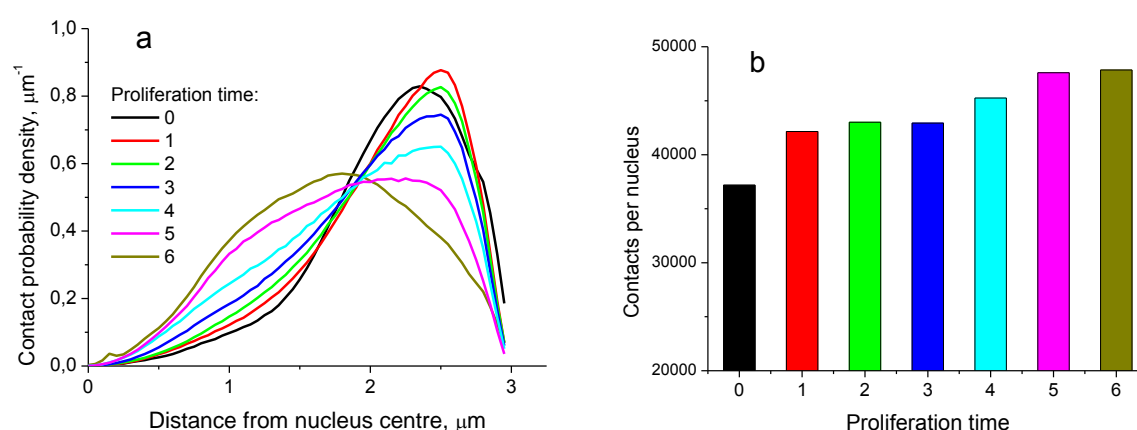 a
1,0
0,8
0,6
0,4
0,2
0,0
Contact probability density, μm⁻¹
Proliferation time:
0
1
2
3
4
5
6
0 1 2 3
Distance from nucleus centre, μm
b
50000
40000
30000
20000
Contacts per nucleus
0 1 2 3 4 5 6
Proliferation time